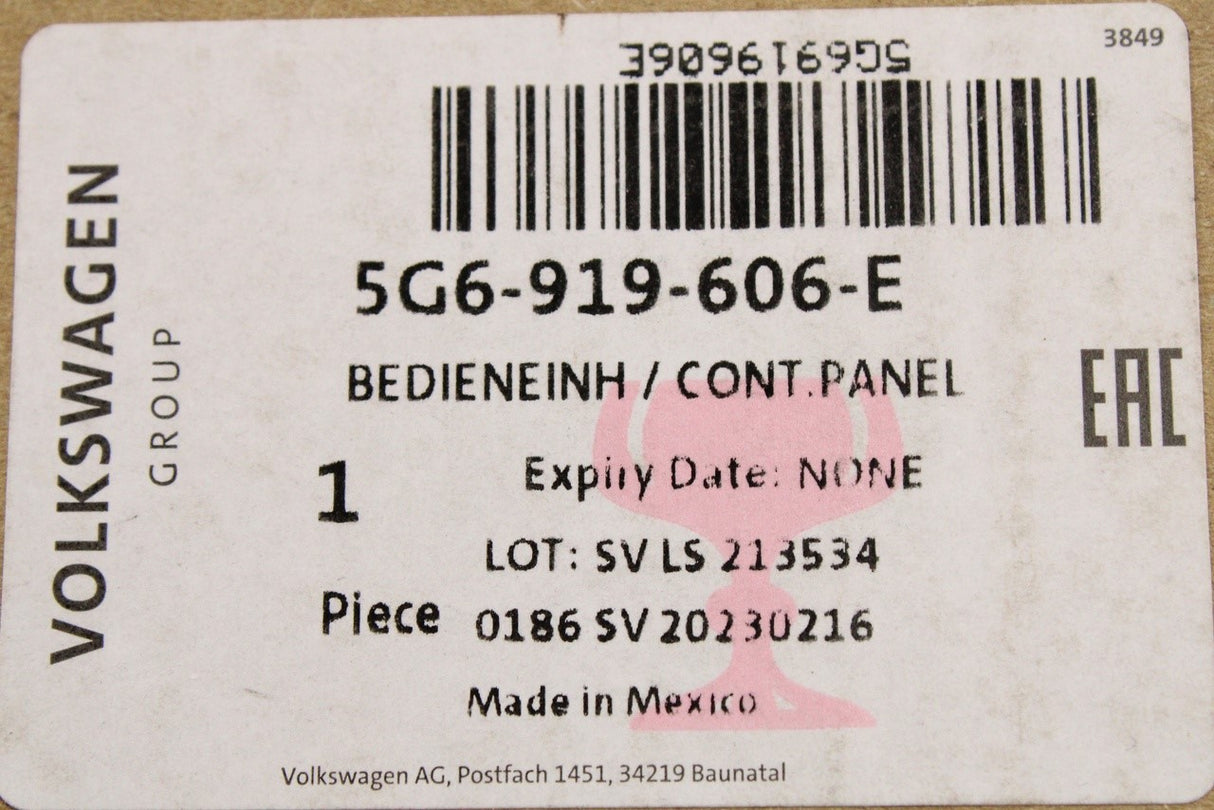 3849
5G6919606E
5G6-919-606-E
BEDIENEINH / CONT.PANEL
EAC
VOLKSWAGEN
GROUP
1
Piece
Expiry Date: NONE
LOT: SV LS 213534
0186 SV 20230216
Made in Mexico
Volkswagen AG, Postfach 1451, 34219 Baunatal